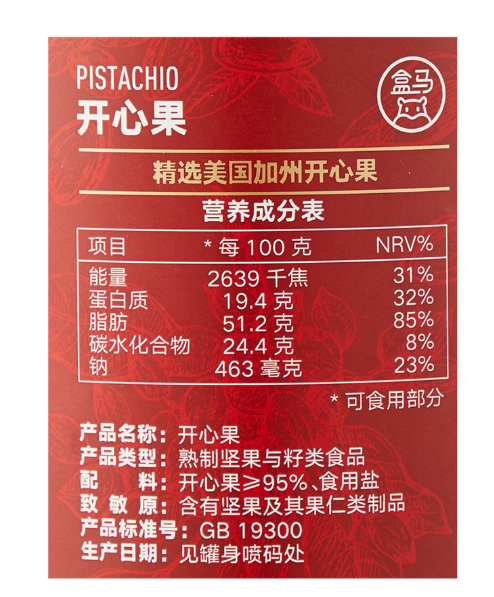 PISTACHIO
盒马
开心果
精选美国加州开心果
营养成分表
项目 *每100克 NRV%
能量 2639千焦 31%
蛋白质 19.4克 32%
脂肪 51.2克 85%
碳水化合物 24.4克 8%
钠 463毫克 23%
*可食用部分
产品名称：开心果
产品类型：熟制坚果与籽类食品
配 料：开心果≥95%、食用盐
致 敏 原：含有坚果及其果仁类制品
产品标准号：GB 19300
生产日期：见罐身喷码处